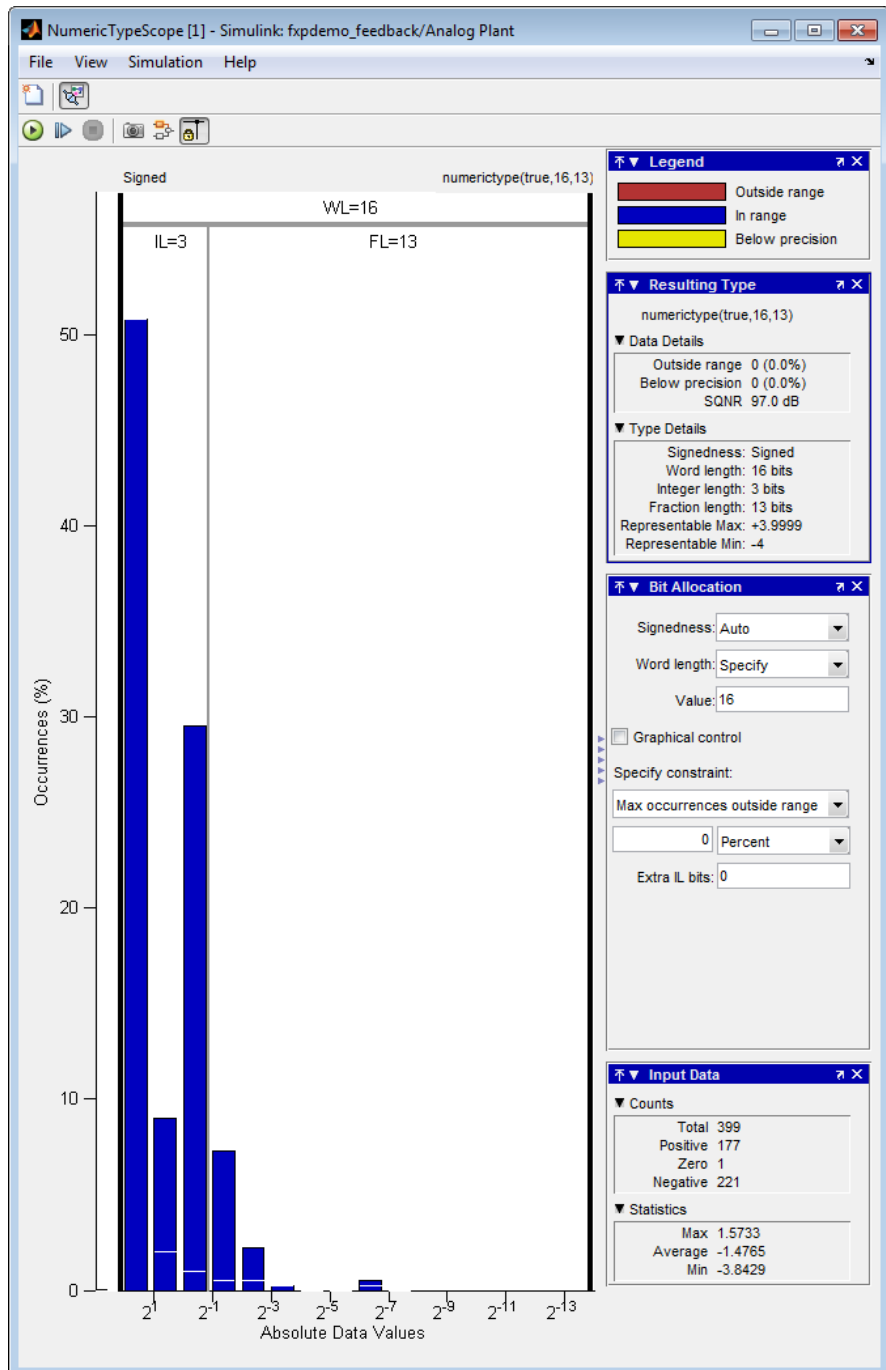 NumericTypeScope [1] - Simulink: fxpdemo_feedback/Analog Plant
File View Simulation Help
Signed numerictype(true,16,13)
WL=16
IL=3 FL=13
50
40
30
20
10
0
Occurrences (%)
2^1 2^-1 2^-3 2^-5 2^-7 2^-9 2^-11 2^-13
Absolute Data Values
Legend
Outside range
In range
Below precision
Resulting Type
numerictype(true,16,13)
Data Details
Outside range 0 (0.0%)
Below precision 0 (0.0%)
SQNR 97.0 dB
Type Details
Signedness: Signed
Word length: 16 bits
Integer length: 3 bits
Fraction length: 13 bits
Representable Max: +3.9999
Representable Min: -4
Bit Allocation
Signedness: Auto
Word length: Specify
Value: 16
Graphical control
Specify constraint:
Max occurrences outside range
0 Percent
Extra IL bits: 0
Input Data
Counts
Total 399
Positive 177
Zero 1
Negative 221
Statistics
Max 1.5733
Average -1.4765
Min -3.8429